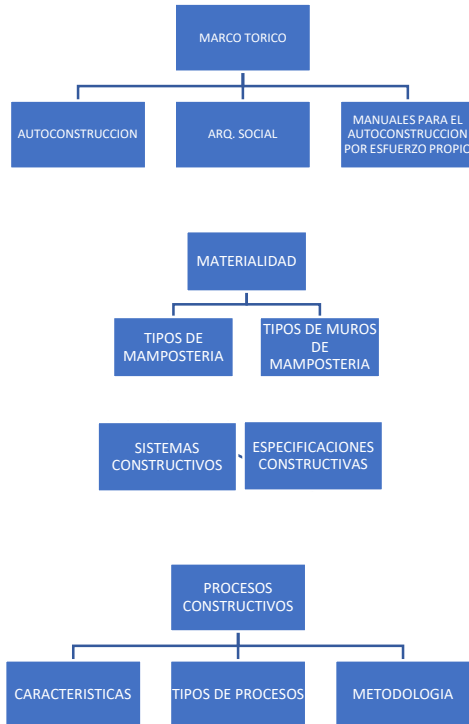 MARCO TORICO
AUTOCONSTRUCCION
ARQ. SOCIAL
MANUALES PARA EL
AUTOCONSTRUCCION
POR ESFUERZO PROPIO
MATERIALIDAD
TIPOS DE
MAMPOSTERIA
TIPOS DE MUROS
DE
MAMPOSTERIA
SISTEMAS
CONSTRUCTIVOS
ESPECIFICACIONES
CONSTRUCTIVAS
PROCESOS
CONSTRUCTIVOS
CARACTERISTICAS
TIPOS DE PROCESOS
METODOLOGIA